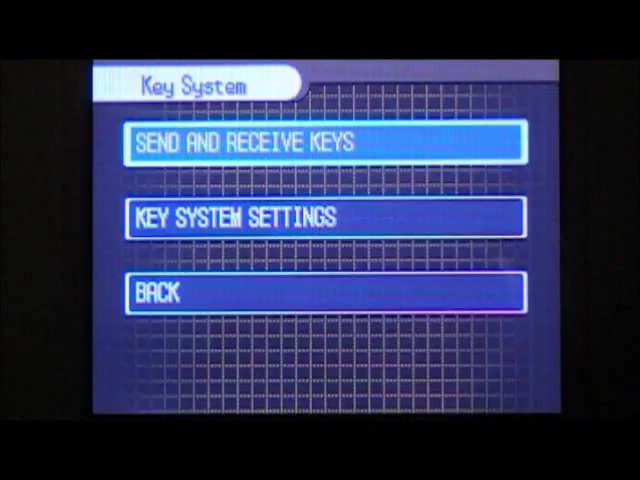 Key System
SEND AND RECEIVE KEYS
KEY SYSTEM SETTINGS
BACK